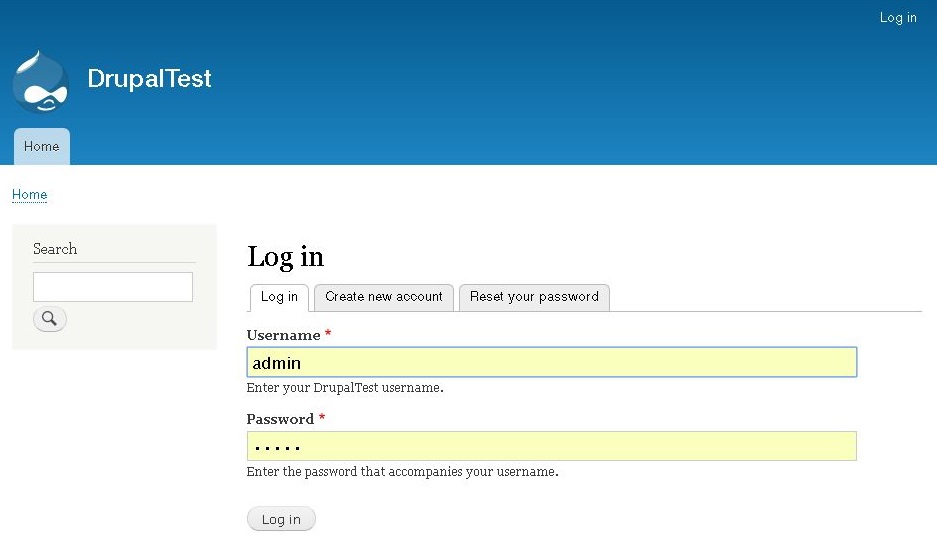 Log in
DrupalTest
Home
Home
Search
Log in
Log in
Create new account
Reset your password
Username *
admin
Enter your DrupalTest username.
Password *
•••••
Enter the password that accompanies your username.
Log in